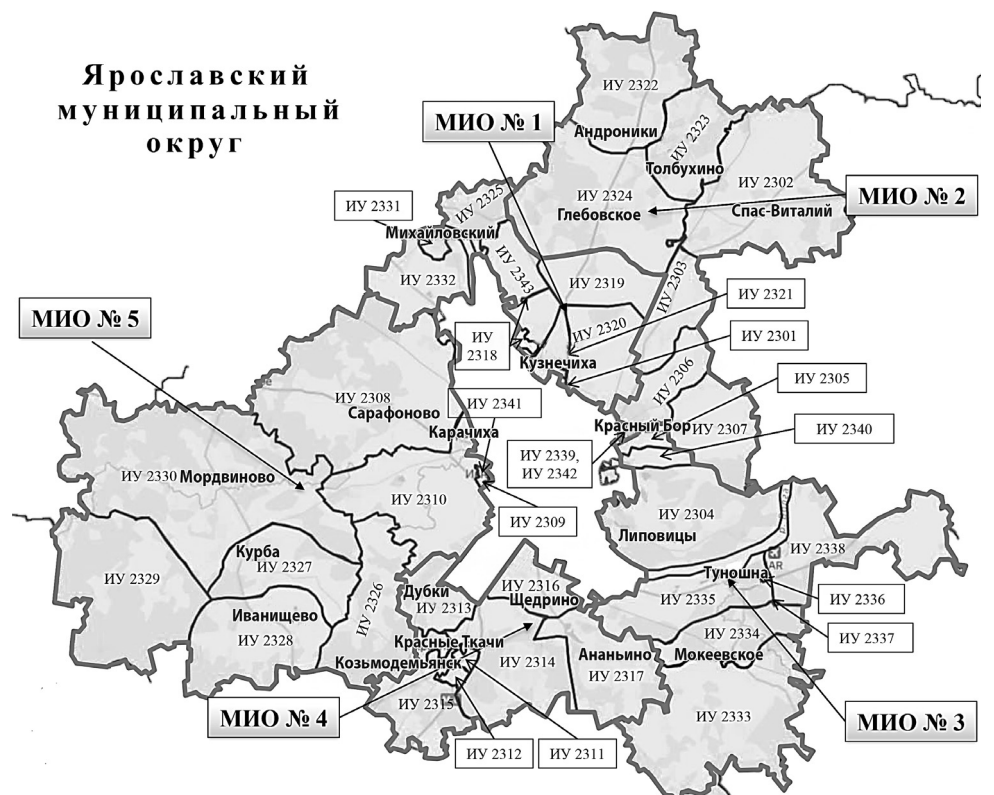 Ярославский
муниципальный
округ
ИУ 2322
МИО № 1
Андроники
ИУ 2323
Толбухино
ИУ 2302
ИУ 2324
Глебовское
Спас-Виталий
МИО № 2
ИУ 2331
ИУ 2325
Михайловский
ИУ 2332
ИУ 2343
ИУ 2319
ИУ 2303
ИУ 2321
МИО № 5
ИУ
2318
ИУ 2320
Кузнечиха
ИУ 2301
ИУ 2306
ИУ 2305
ИУ 2308
Сарафоново
ИУ 2341
Карачиха
Красный Бор
ИУ 2307
ИУ 2340
ИУ 2339,
ИУ 2342
ИУ 2330
Мордвиново
ИУ 2310
ИУ 2309
ИУ 2304
Липовицы
ИУ 2338
Курба
ИУ 2327
ИУ 2329
ИУ 2326
Дубки
ИУ 2313
ИУ 2316
Щедрино
Туношна
AR
ИУ 2335
ИУ 2336
Иванищево
ИУ 2328
Красные Ткачи
Козьмодемьянск
ИУ 2314
Ананьино
ИУ 2317
ИУ 2334
Мокеевское
ИУ 2337
ИУ 2315
МИО № 4
ИУ 2312
ИУ 2311
ИУ 2333
МИО № 3